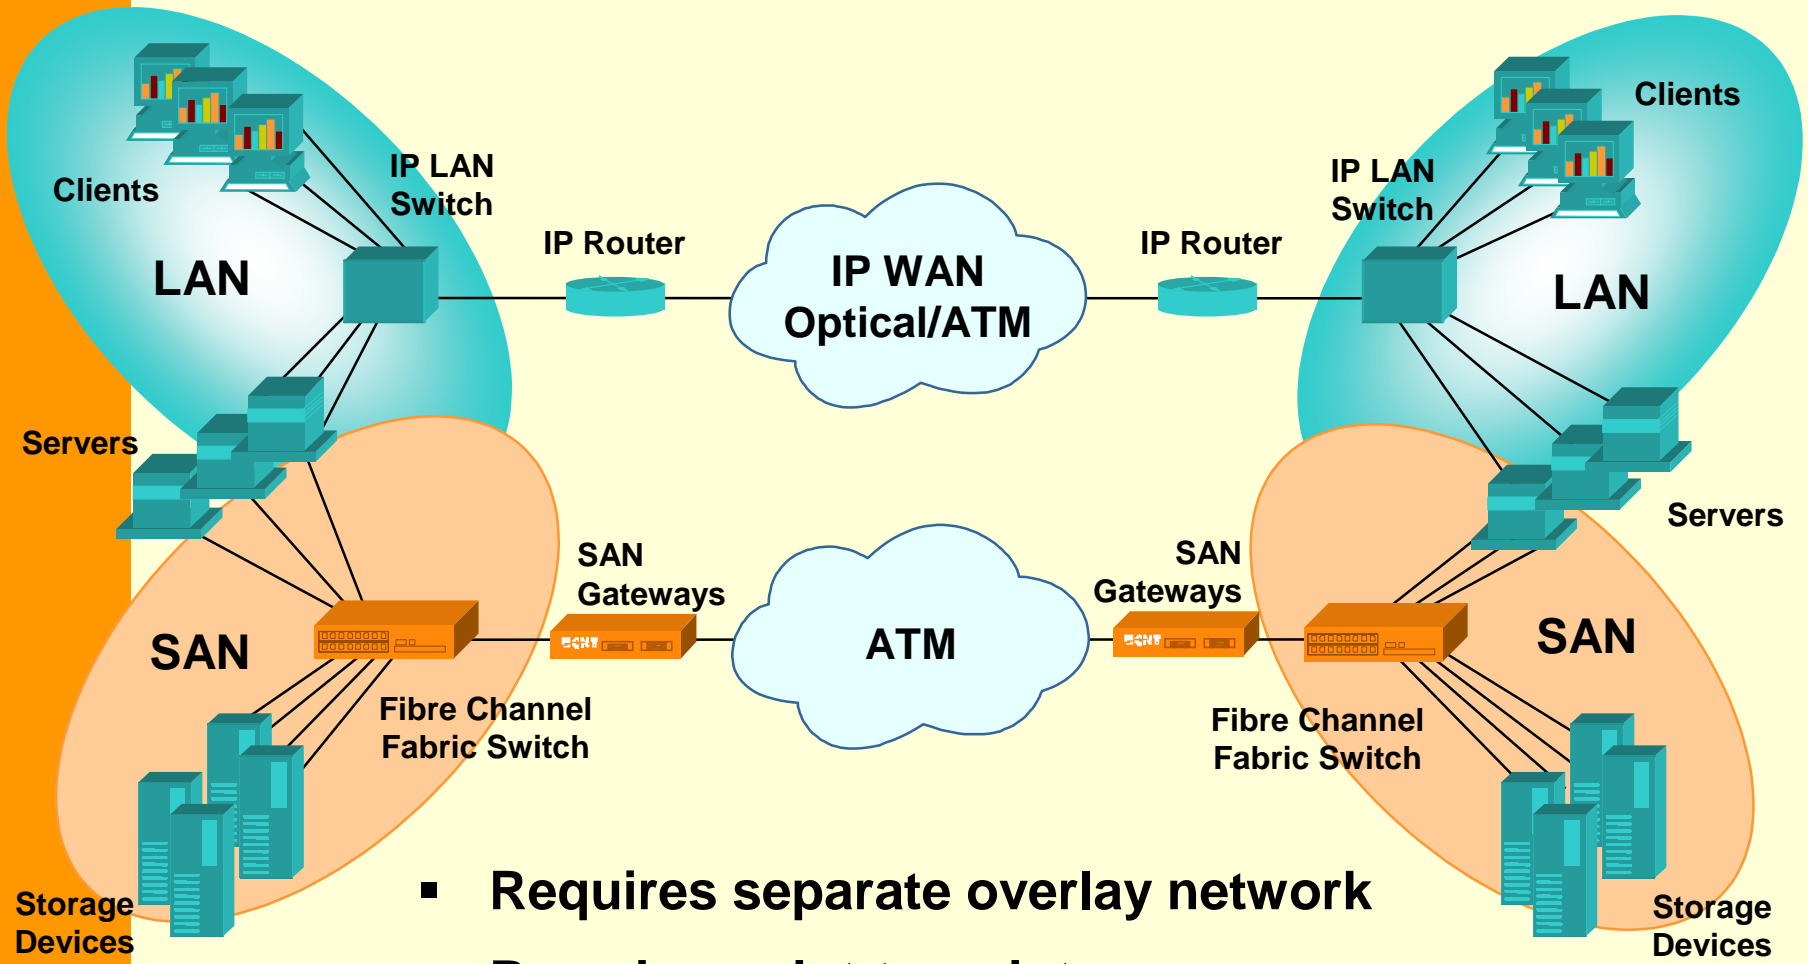 Clients
IP LAN
Switch
LAN
IP Router
IP WAN
Optical/ATM
IP Router
IP LAN
Switch
Clients
LAN
Servers
Servers
SAN
SAN
Gateways
CNT
ATM
SAN
Gateways
CNT
SAN
Fibre Channel
Fabric Switch
Fibre Channel
Fabric Switch
Storage
Devices
Storage
Devices
▪ Requires separate overlay network